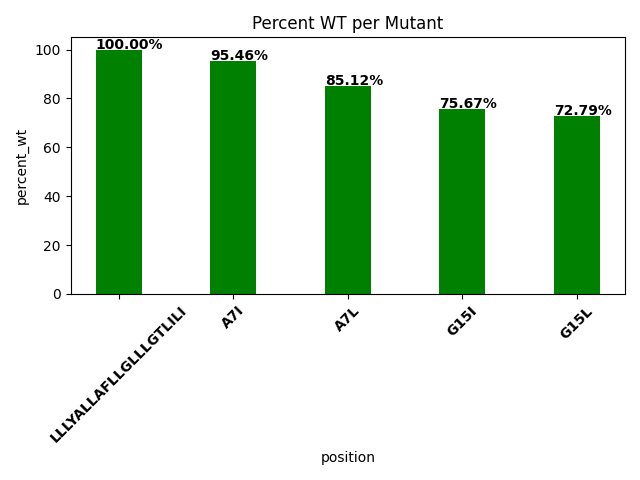 Percent WT per Mutant
percent_wt
100
80
60
40
20
0
100.00%
95.46%
85.12%
75.67%
72.79%
LLLYALLAFLLGLLLGTLILI
A7I
A7L
G15I
G15L
position